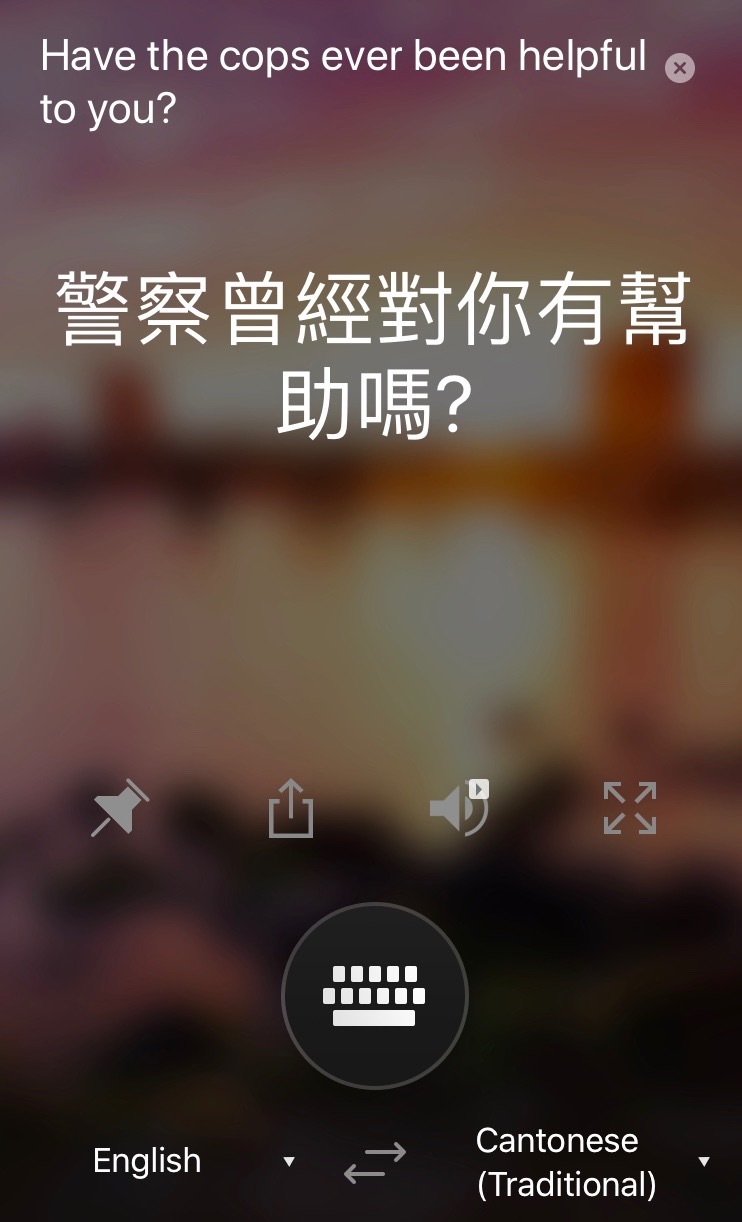 Have the cops ever been helpful
to you?
警察曾經對你有幫
助嗎?
English
Cantonese
(Traditional)